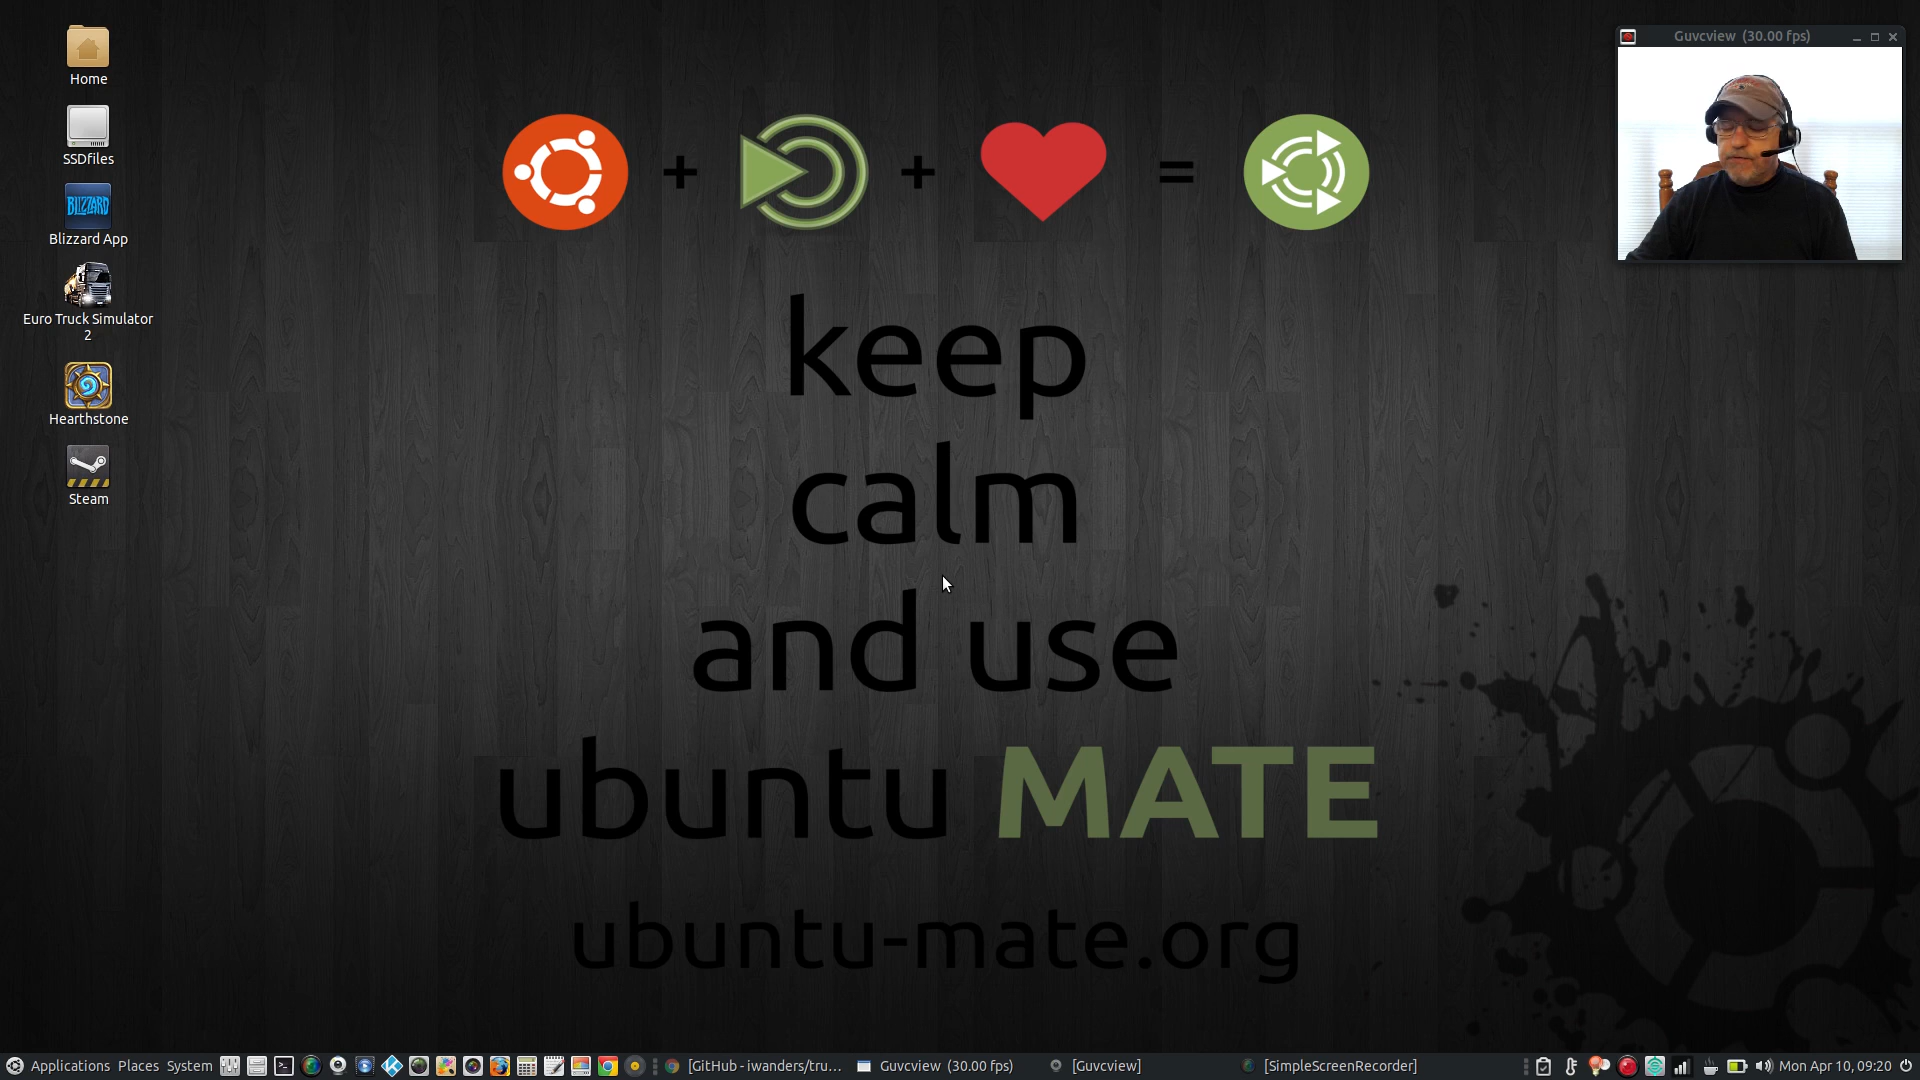 Home
SSDfiles
BLIZZARD
Blizzard App
Euro Truck Simulator
2
Hearthstone
Steam
+ + =
keep
calm
and use
ubuntu MATE
ubuntu-mate.org
Guvcview (30.00 fps)
Applications Places System [GitHub - iwanders/tru... Guvcview (30.00 fps) [Guvcview] [SimpleScreenRecorder] Mon Apr 10, 09:20